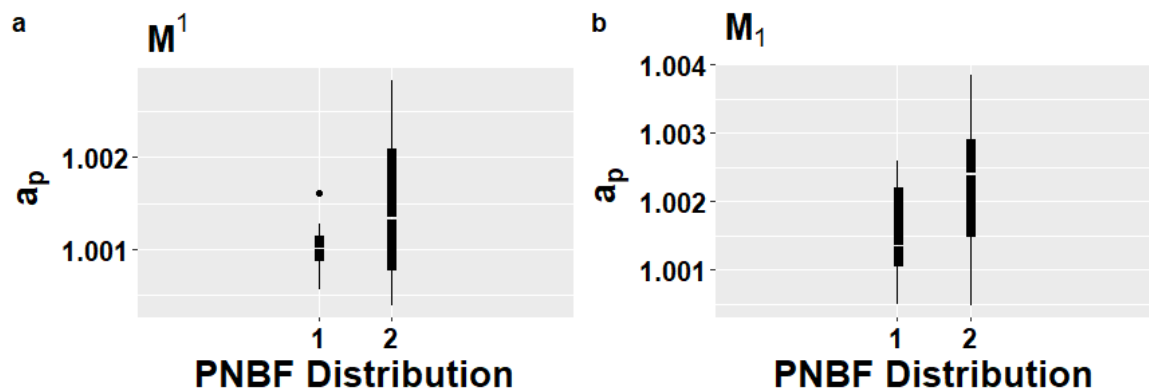 a
M¹
1.002
1.001
aₚ
1 2
PNBF Distribution
b
M₁
1.004
1.003
1.002
1.001
aₚ
1 2
PNBF Distribution